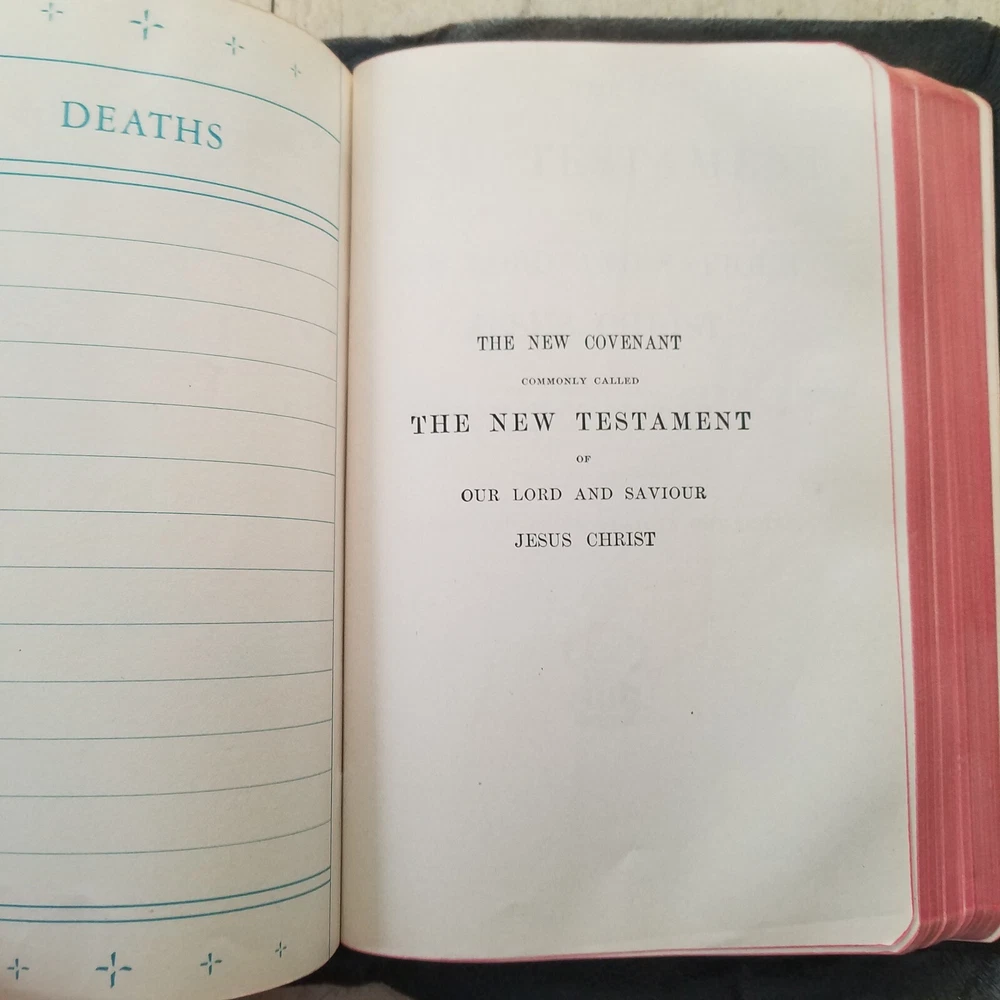 DEATHS
THE NEW COVENANT
COMMONLY CALLED
THE NEW TESTAMENT
OF
OUR LORD AND SAVIOUR
JESUS CHRIST